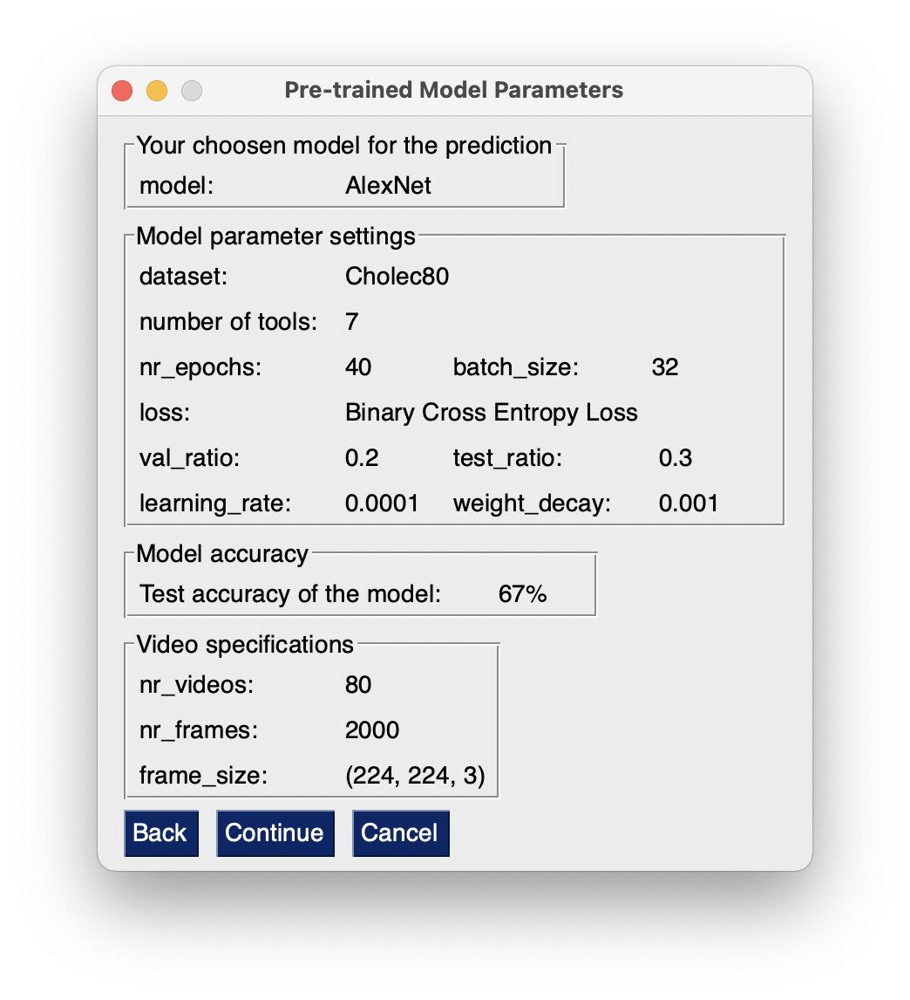 Pre-trained Model Parameters
Your choosen model for the prediction
model: AlexNet
Model parameter settings
dataset: Cholec80
number of tools: 7
nr_epochs: 40 batch_size: 32
loss: Binary Cross Entropy Loss
val_ratio: 0.2 test_ratio: 0.3
learning_rate: 0.0001 weight_decay: 0.001
Model accuracy
Test accuracy of the model: 67%
Video specifications
nr_videos: 80
nr_frames: 2000
frame_size: (224, 224, 3)
Back Continue Cancel